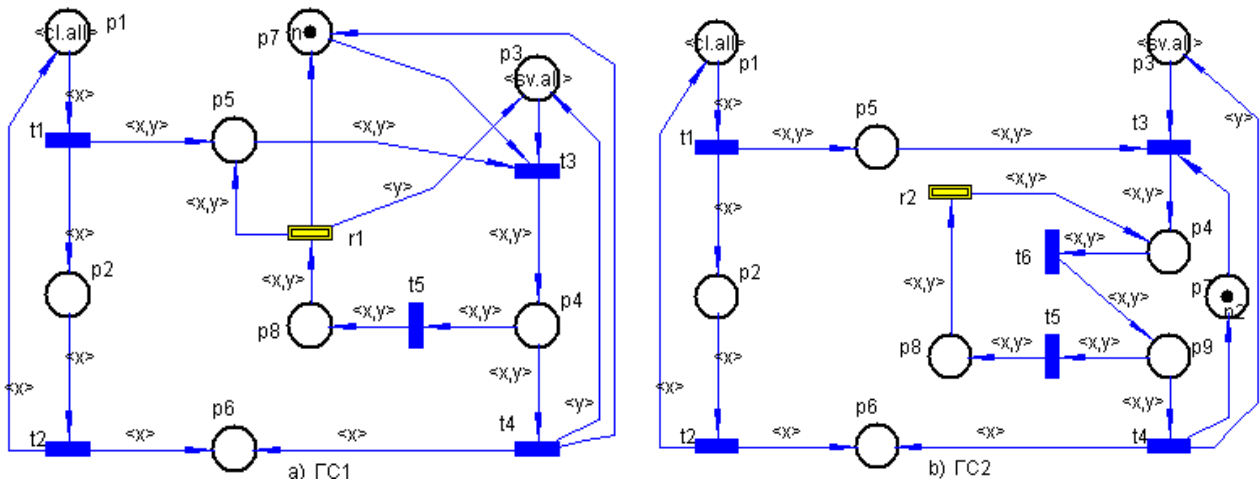 <cl.all>
p1
p7
n
p3
<sv.all>
<x>
p5
t1
<x,y>
<x,y>
t3
<y>
<x,y>
r1
<x>
<x,y>
p2
<x,y>
t5
p4
p8
<x,y>
<x,y>
<x>
<x,y>
<x>
p6
<y>
t2
<x>
<x>
t4
a) ГС1
<cl.all>
p1
<sv.all>
p3
<x>
p5
<y>
t1
<x,y>
<x,y>
t3
<x>
r2
<x,y>
<x,y>
p4
<x,y>
t6
p2
p7
n2
<x,y>
<x,y>
t5
p8
<x,y>
<x,y>
p9
<x>
<x>
<x,y>
p6
t2
<x>
<x>
t4
b) ГС2